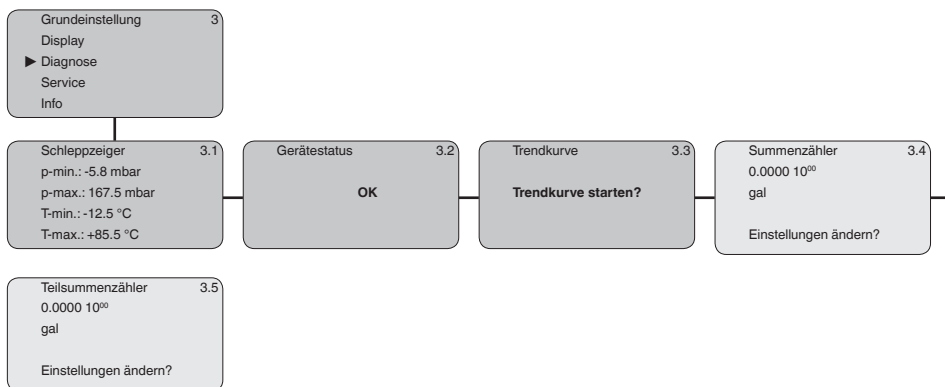 Grundeinstellung 3
Display
▶ Diagnose
Service
Info
Schleppzeiger 3.1
p-min.: -5.8 mbar
p-max.: 167.5 mbar
T-min.: -12.5 °C
T-max.: +85.5 °C
Gerätestatus 3.2
OK
Trendkurve 3.3
Trendkurve starten?
Summenzähler 3.4
0.0000 10⁰⁰
gal
Einstellungen ändern?
Teilsummenzähler 3.5
0.0000 10⁰⁰
gal
Einstellungen ändern?